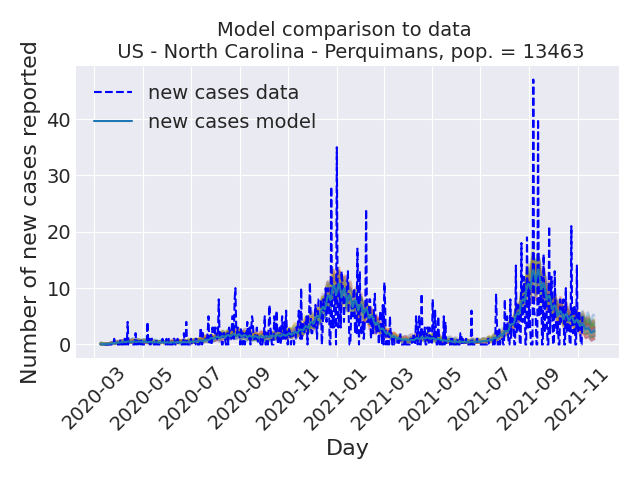 Model comparison to data
US - North Carolina - Perquimans, pop. = 13463
Number of new cases reported
new cases data
new cases model
40
30
20
10
0
2020-03
2020-05
2020-07
2020-09
2020-11
2021-01
2021-03
2021-05
2021-07
2021-09
2021-11
Day